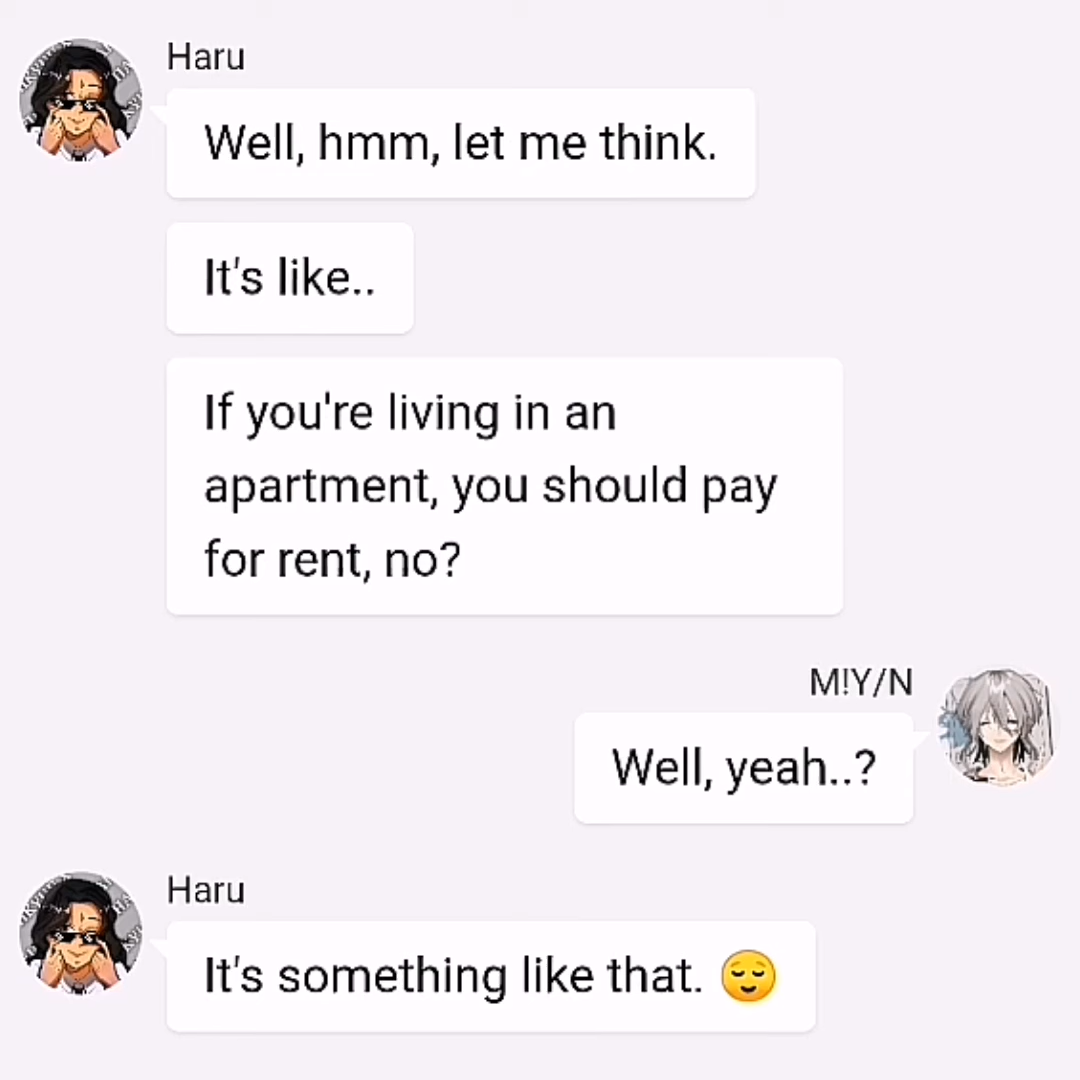 Haru
Well, hmm, let me think.
It's like..
If you're living in an
apartment, you should pay
for rent, no?
M!Y/N
Well, yeah..?
Haru
It's something like that. 😌